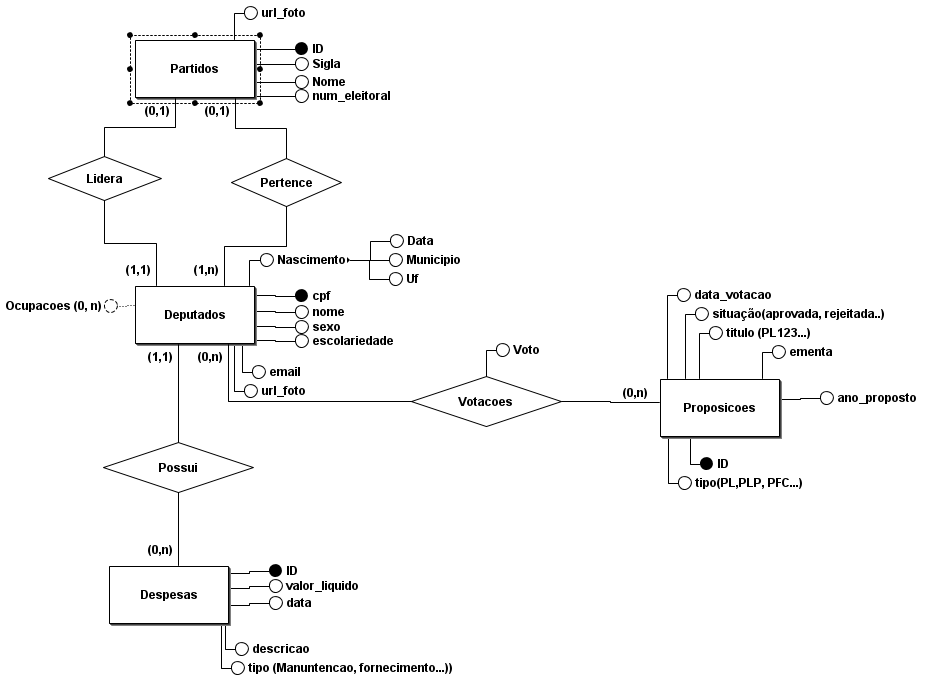 url_foto
ID
Sigla
Nome
num_eleitoral
Partidos
(0,1)
(0,1)
Lidera
Pertence
(1,1)
(1,n)
Nascimento
Data
Municipio
Uf
Ocupacoes (0, n)
Deputados
cpf
nome
sexo
escolariedade
(1,1)
(0,n)
email
url_foto
Voto
Votacoes
(0,n)
data_votacao
situação(aprovada, rejeitada..)
titulo (PL123...)
ementa
Proposicoes
ano_proposto
ID
tipo(PL,PLP, PFC...)
Possui
(0,n)
Despesas
ID
valor_liquido
data
descricao
tipo (Manuntencao, fornecimento...))